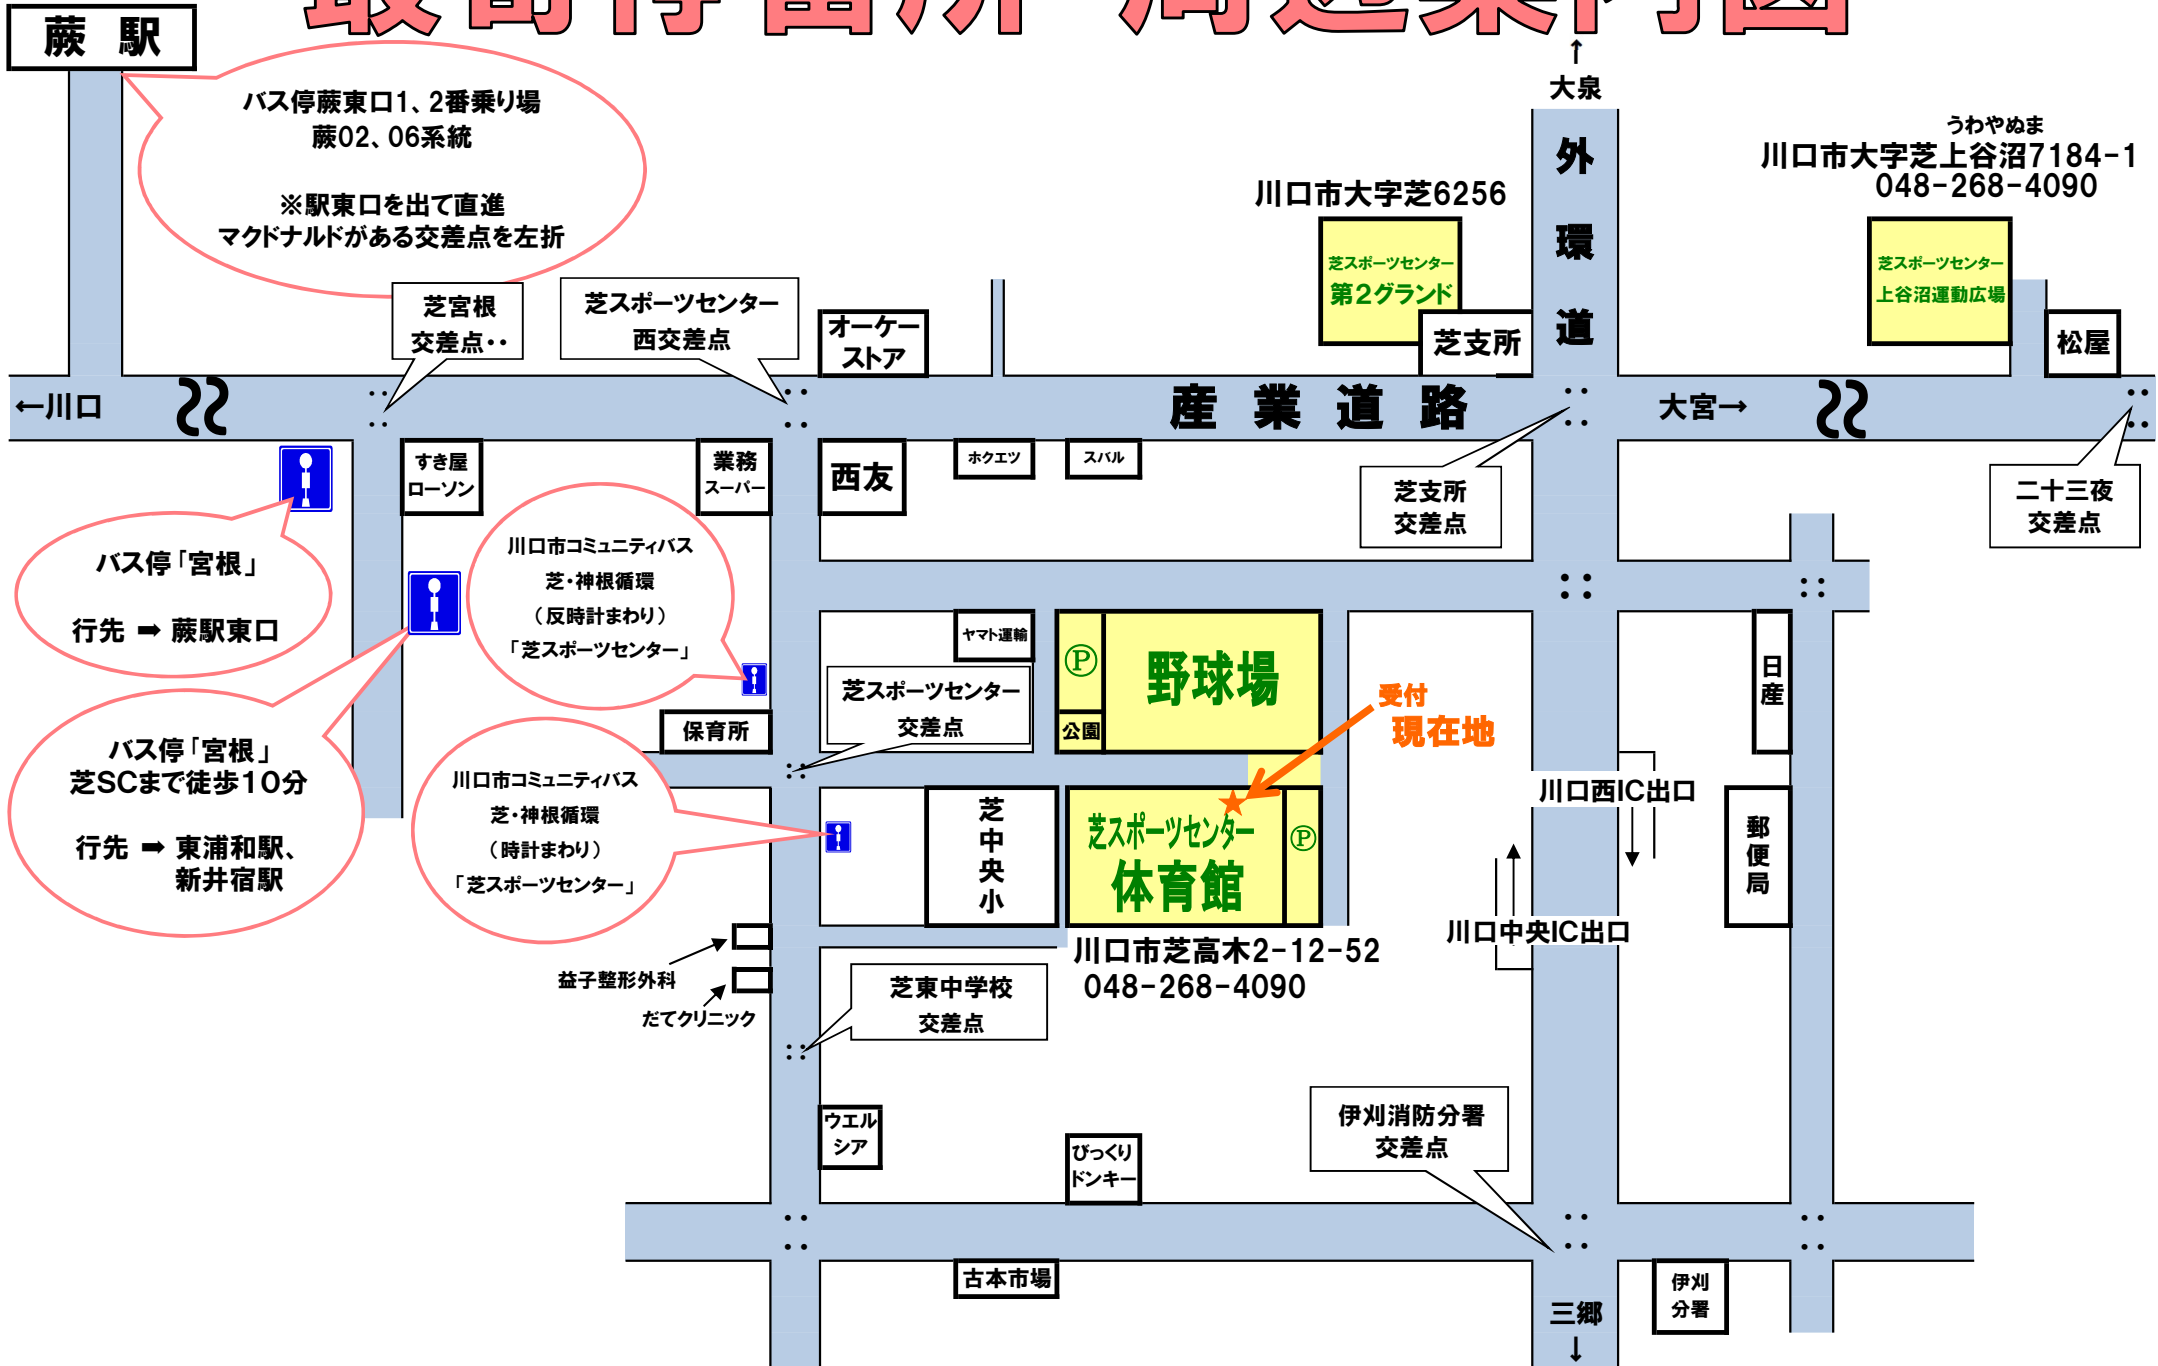 最寄停留所 周辺案内図
蕨 駅
バス停蕨東口1、2番乗り場
蕨02、06系統
※駅東口を出て直進
マクドナルドがある交差点を左折
↑
大泉
外環道
うわやぬま
川口市大字芝上谷沼7184-1
048-268-4090
川口市大字芝6256
芝スポーツセンター
第2グランド
芝スポーツセンター
上谷沼運動広場
芝宮根
交差点・・
芝スポーツセンター
西交差点
オーケー
ストア
芝支所
松屋
←川口
産業道路
大宮→
すき屋
ローソン
業務
スーパー
西友
ホクエツ
スバル
芝支所
交差点
二十三夜
交差点
バス停「宮根」
行先 ➡ 蕨駅東口
川口市コミュニティバス
芝・神根循環
（反時計まわり）
「芝スポーツセンター」
ヤマト運輸
Ⓟ
野球場
公園
日産
芝スポーツセンター
交差点
受付
現在地
保育所
バス停「宮根」
芝SCまで徒歩10分
行先 ➡ 東浦和駅、
新井宿駅
川口市コミュニティバス
芝・神根循環
（時計まわり）
「芝スポーツセンター」
芝中央小
芝スポーツセンター
体育館
Ⓟ
川口西IC出口
郵便局
川口中央IC出口
川口市芝高木2-12-52
048-268-4090
益子整形外科
だてクリニック
芝東中学校
交差点
ウエル
シア
びっくり
ドンキー
伊刈消防分署
交差点
古本市場
伊刈
分署
三郷
↓